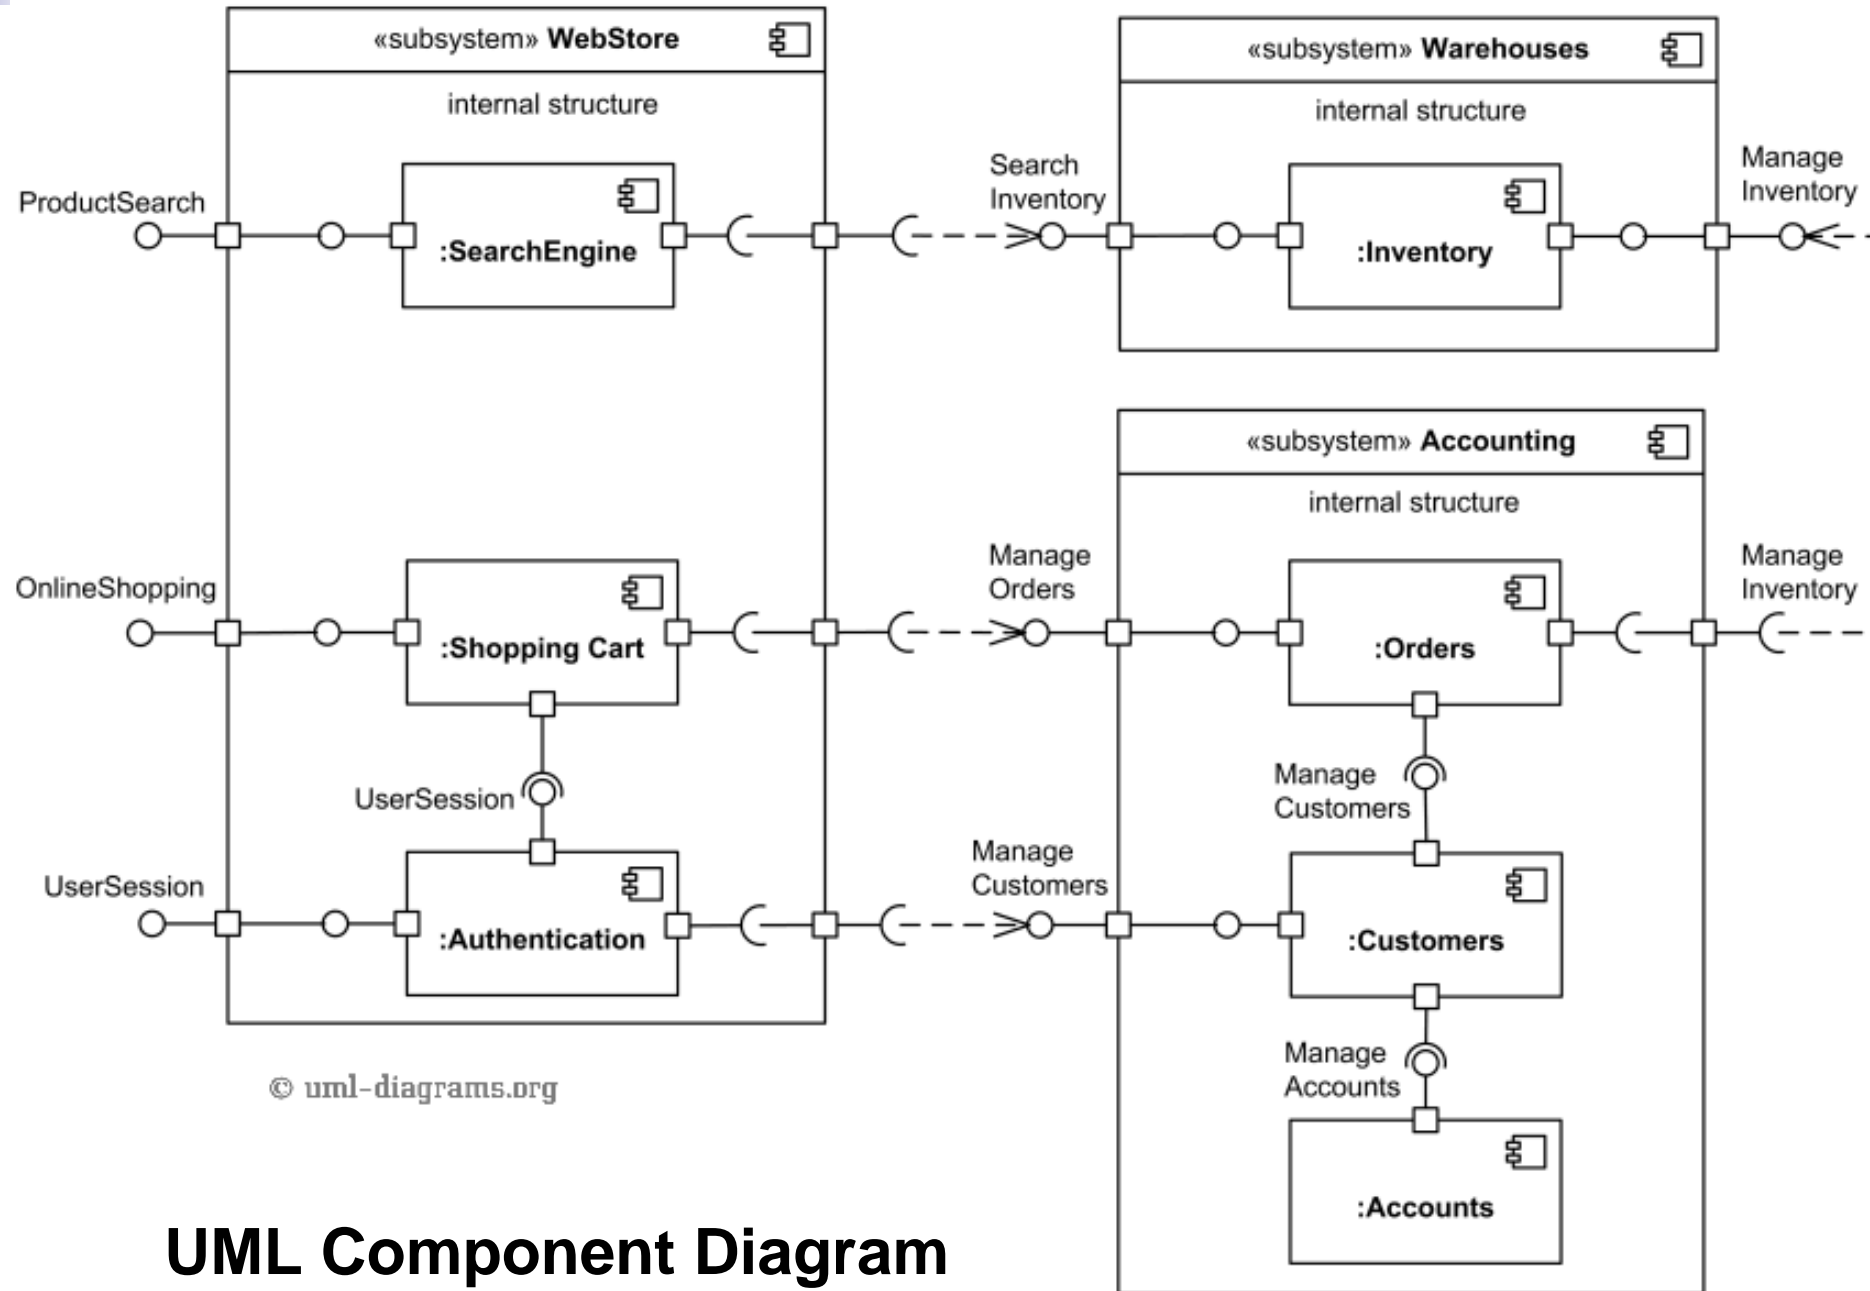 «subsystem» WebStore
internal structure
ProductSearch
:SearchEngine
OnlineShopping
:Shopping Cart
UserSession
UserSession
:Authentication
Search
Inventory
«subsystem» Warehouses
internal structure
:Inventory
Manage
Inventory
«subsystem» Accounting
internal structure
Manage
Orders
:Orders
Manage
Inventory
Manage
Customers
Manage
Customers
:Customers
Manage
Accounts
:Accounts
© uml-diagrams.org
UML Component Diagram